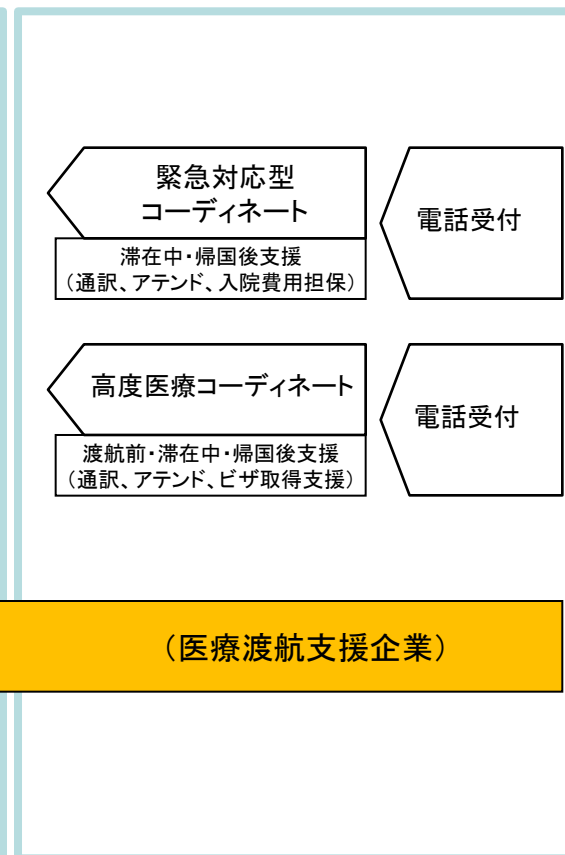 緊急対応型
コーディネート
電話受付
滞在中・帰国後支援
(通訳、アテンド、入院費用担保)
高度医療コーディネート
電話受付
渡航前・滞在中・帰国後支援
(通訳、アテンド、ビザ取得支援)
(医療渡航支援企業)